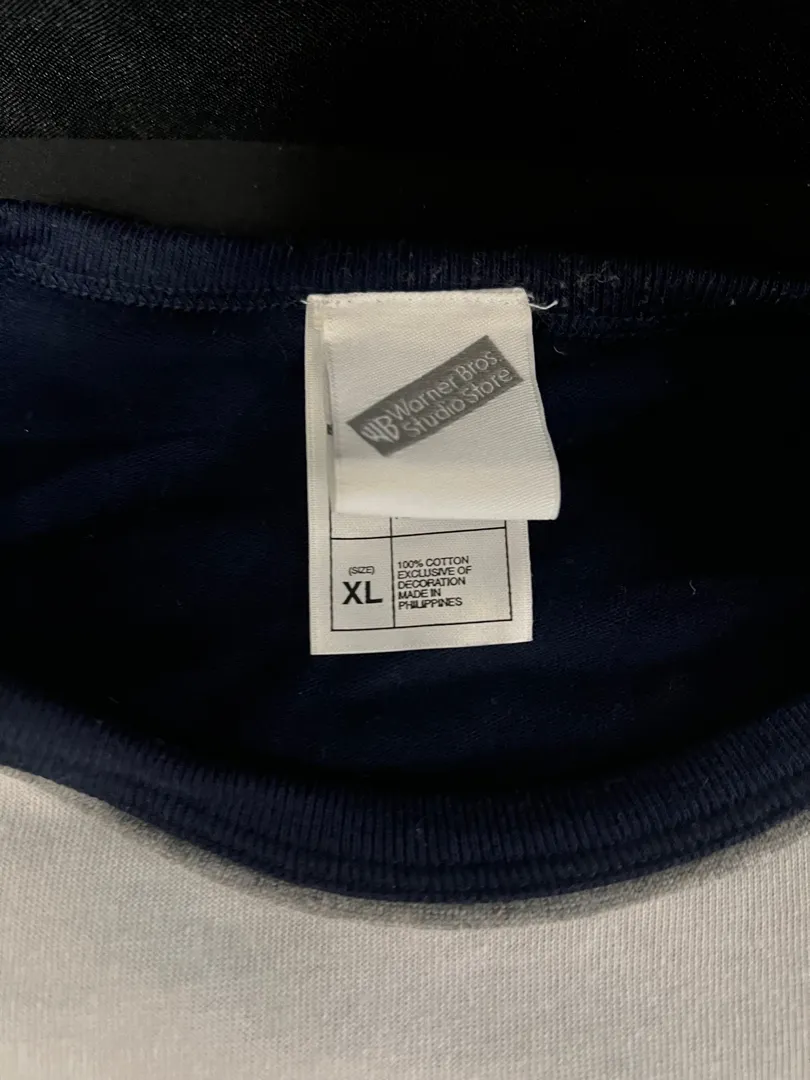 WB Warner Bros.
Studio Store
(SIZE)
XL
100% COTTON
EXCLUSIVE OF
DECORATION
MADE IN
PHILIPPINES